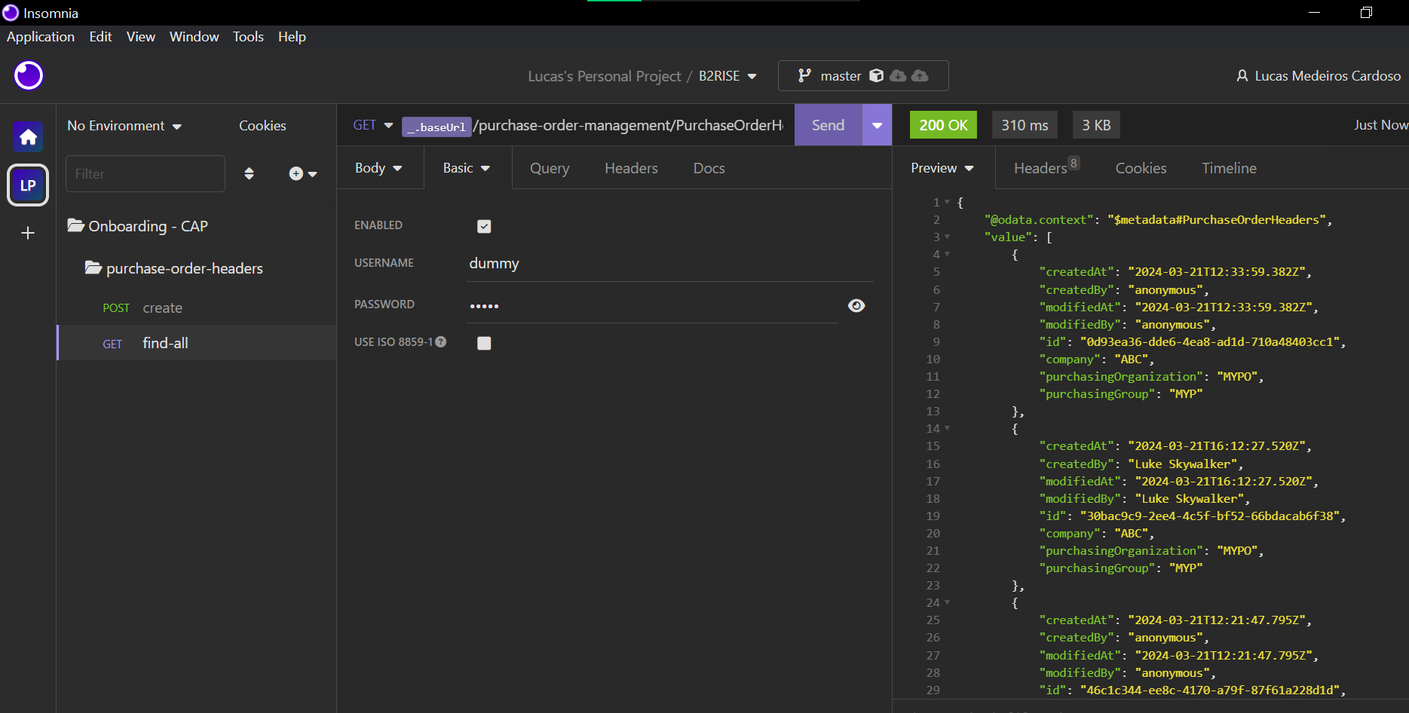 Insomnia
Application Edit View Window Tools Help
Lucas's Personal Project / B2RISE master Lucas Medeiros Cardoso
No Environment Cookies
Filter
LP
Onboarding - CAP
purchase-order-headers
POST create
GET find-all
GET _.baseUrl /purchase-order-management/PurchaseOrderH Send
Body Basic Query Headers Docs
ENABLED
USERNAME dummy
PASSWORD •••••
USE ISO 8859-1
200 OK 310 ms 3 KB Just Now
Preview Headers 8 Cookies Timeline
1 {
2 "@odata.context": "$metadata#PurchaseOrderHeaders",
3 "value": [
4 {
5 "createdAt": "2024-03-21T12:33:59.382Z",
6 "createdBy": "anonymous",
7 "modifiedAt": "2024-03-21T12:33:59.382Z",
8 "modifiedBy": "anonymous",
9 "id": "0d93ea36-dde6-4ea8-ad1d-710a48403cc1",
10 "company": "ABC",
11 "purchasingOrganization": "MYPO",
12 "purchasingGroup": "MYP"
13 },
14 {
15 "createdAt": "2024-03-21T16:12:27.520Z",
16 "createdBy": "Luke Skywalker",
17 "modifiedAt": "2024-03-21T16:12:27.520Z",
18 "modifiedBy": "Luke Skywalker",
19 "id": "30bac9c9-2ee4-4c5f-bf52-66bdacab6f38",
20 "company": "ABC",
21 "purchasingOrganization": "MYPO",
22 "purchasingGroup": "MYP"
23 },
24 {
25 "createdAt": "2024-03-21T12:21:47.795Z",
26 "createdBy": "anonymous",
27 "modifiedAt": "2024-03-21T12:21:47.795Z",
28 "modifiedBy": "anonymous",
29 "id": "46c1c344-ee8c-4170-a79f-87f61a228d1d",